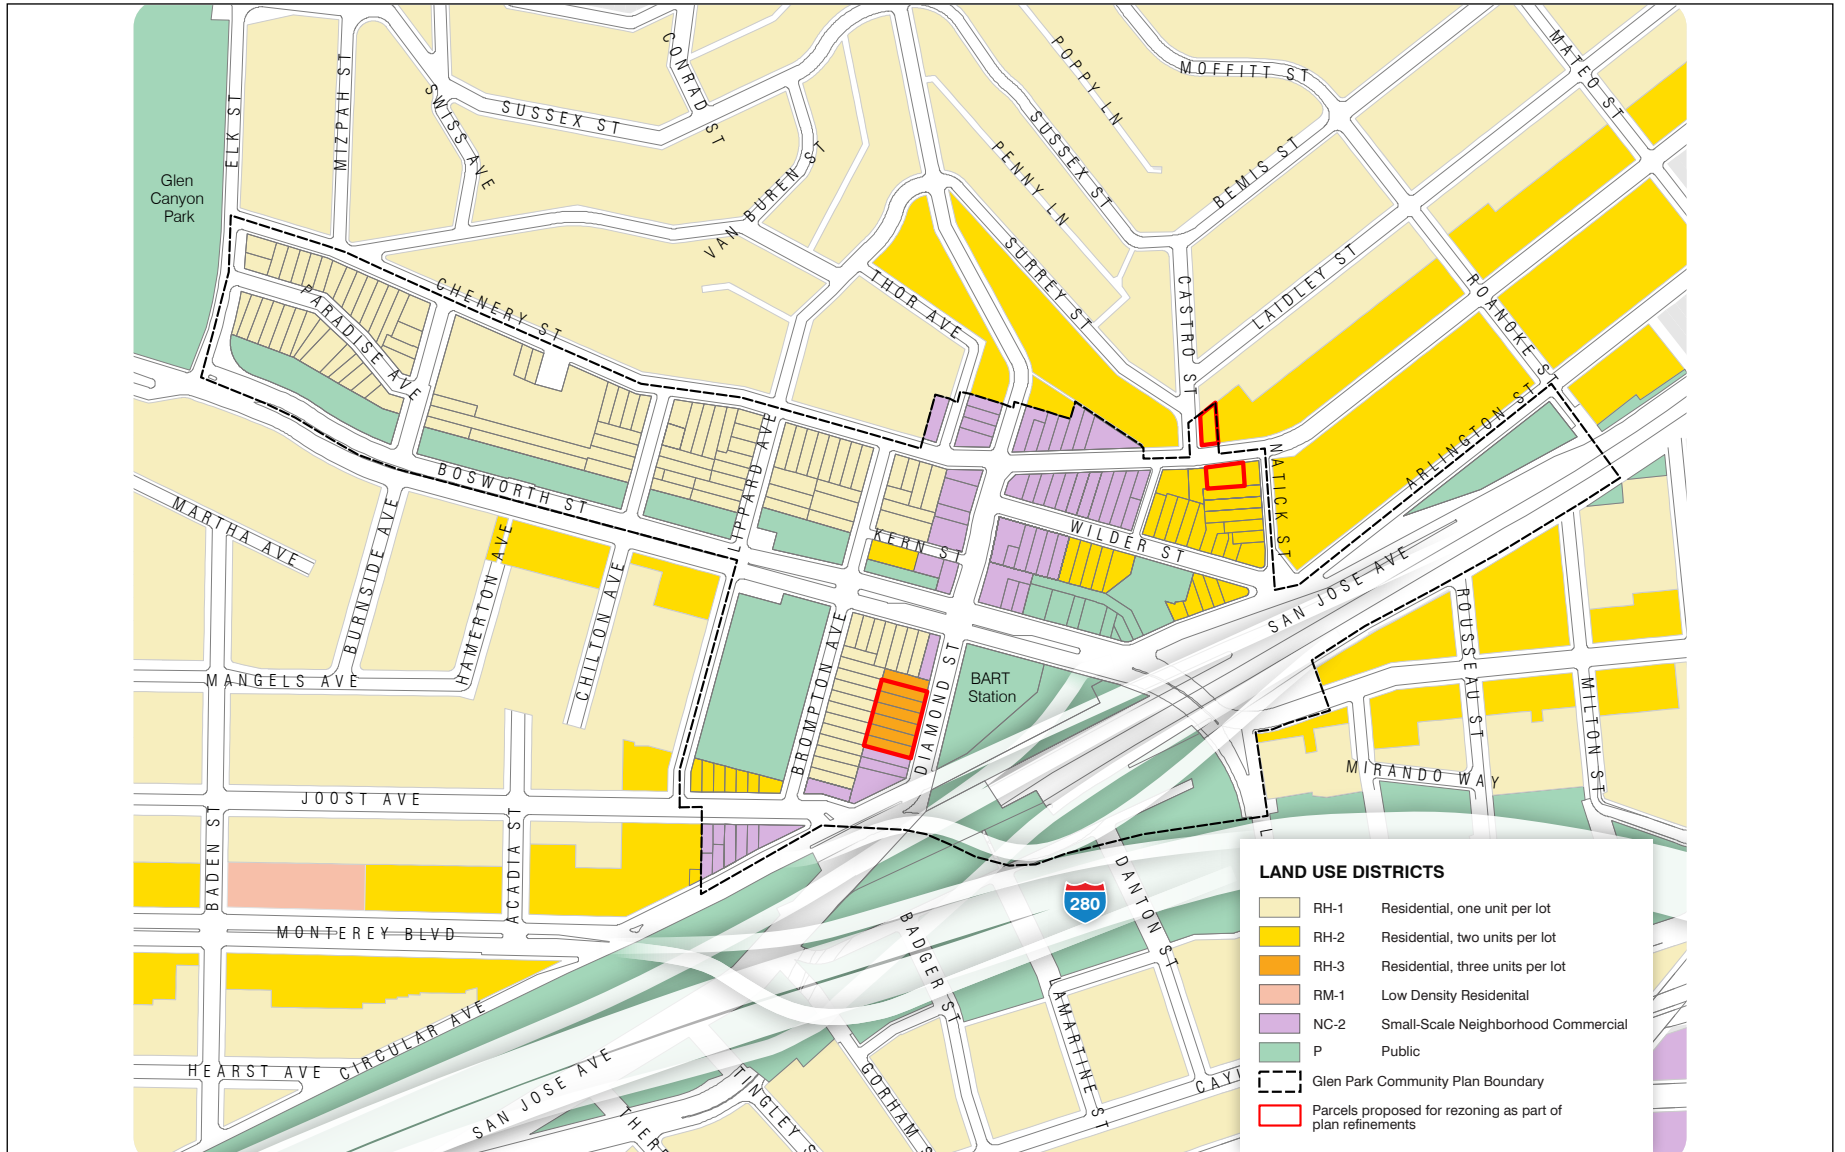 ELK ST
MIZPAH ST
SWISS AVE
SUSSEX ST
CONRAD ST
VAN BUREN ST
POPPY LN
PENNY LN
SUSSEX ST
MOFFITT ST
BEMIS ST
MATEO ST
Glen
Canyon
Park
CHENERY ST
PARADISE AVE
THOR AVE
SURREY ST
CASTRO ST
LAIDLEY ST
ROANOKE ST
ARLINGTON ST
BOSWORTH ST
LIPPARD AVE
KERN S
WILDER ST
MATICK ST
SAN JOSE AVE
MARTHA AVE
BURNSIDE AVE
HAMERTON AVE
CHILTON AVE
MANGELS AVE
BROMPTON AVE
DIAMOND ST
BART
Station
ROUSSEAU ST
MILTON ST
MIRANDO WAY
JOOST AVE
BADEN ST
ACADIA ST
MONTEREY BLVD
CIRCULAR AVE
HEARST AVE
SAN JOSE AVE
280
DANTON ST
BADGER ST
LAMARTINE ST
GORHAM S
TINGLEY S
THER
CAYU
L
LAND USE DISTRICTS
RH-1 Residential, one unit per lot
RH-2 Residential, two units per lot
RH-3 Residential, three units per lot
RM-1 Low Density Residenital
NC-2 Small-Scale Neighborhood Commercial
P Public
Glen Park Community Plan Boundary
Parcels proposed for rezoning as part of
plan refinements